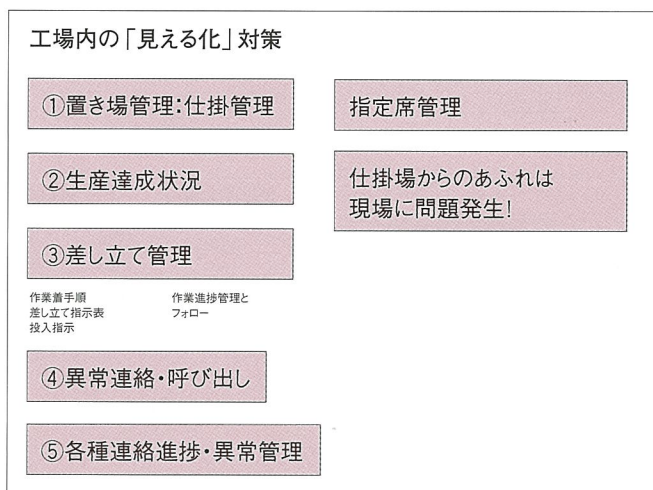 工場内の「見える化」対策
①置き場管理:仕掛管理
指定席管理
②生産達成状況
仕掛場からのあふれは
現場に問題発生!
③差し立て管理
作業着手順
差し立て指示表
投入指示
作業進捗管理と
フォロー
④異常連絡・呼び出し
⑤各種連絡進捗・異常管理